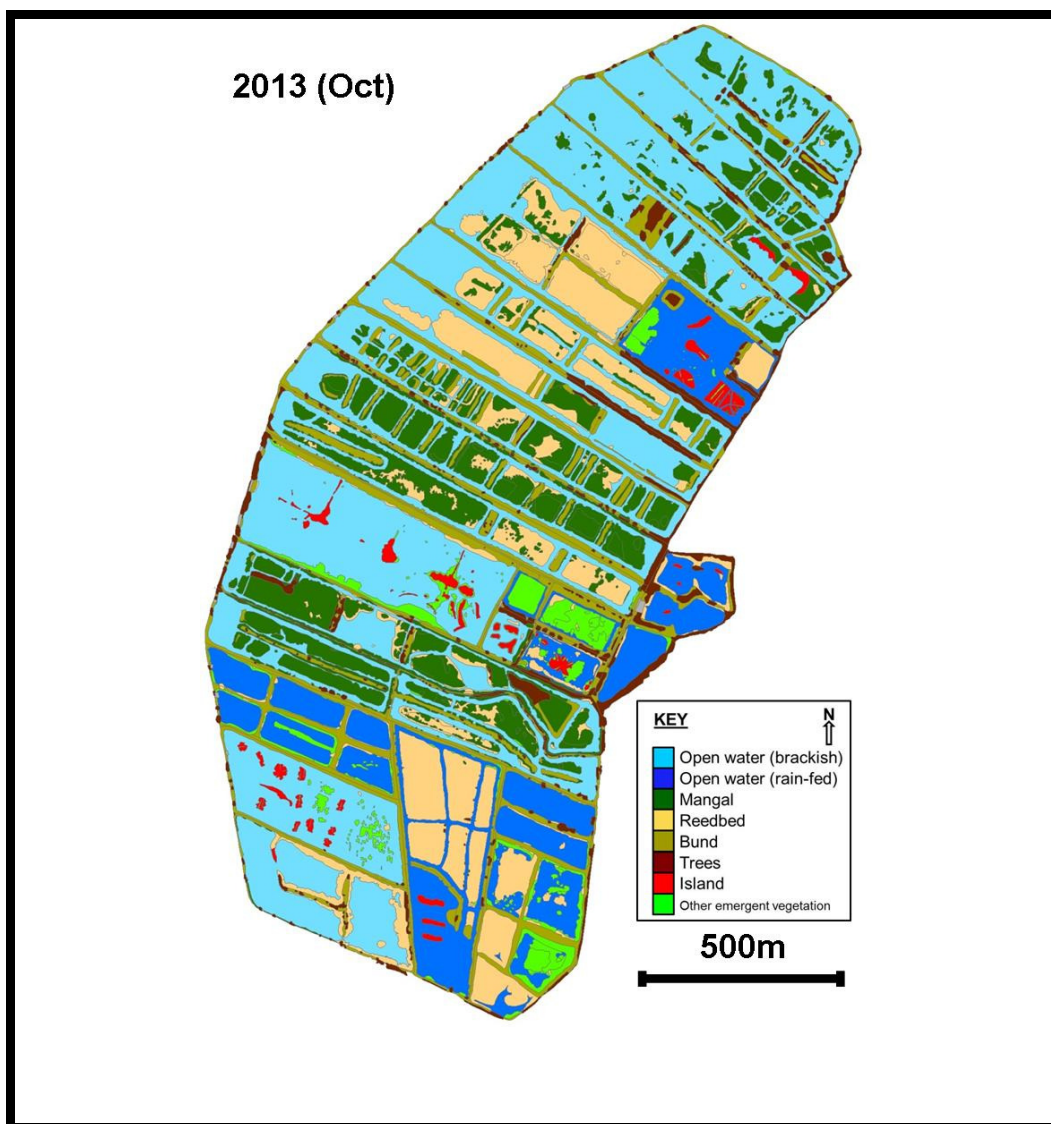 2013 (Oct)
KEY
N
Open water (brackish)
Open water (rain-fed)
Mangal
Reedbed
Bund
Trees
Island
Other emergent vegetation
500m